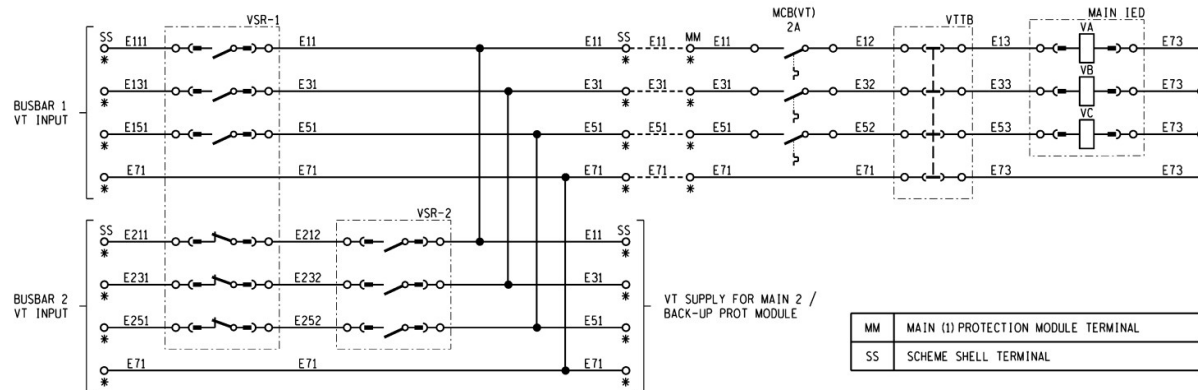 VSR-1
MCB(VT)
2A
VTTB
MAIN IED
SS E111 E11 E11 SS E11 MM E11 E12 E13 VA E73
* * *
E131 E31 E31 E31 E31 E32 E33 VB E73
* * *
BUSBAR 1
VT INPUT
E151 E51 E51 E51 E51 E52 E53 VC E73
* * *
E71 E71 E71 E71 E71 E71 E73 E73
* * *
VSR-2
SS E211 E212 E11 SS
* *
E231 E232 E31
* *
BUSBAR 2
VT INPUT
VT SUPPLY FOR MAIN 2 /
BACK-UP PROT MODULE
E251 E252 E51
* *
E71 E71 E71
* *
MM MAIN (1) PROTECTION MODULE TERMINAL
SS SCHEME SHELL TERMINAL